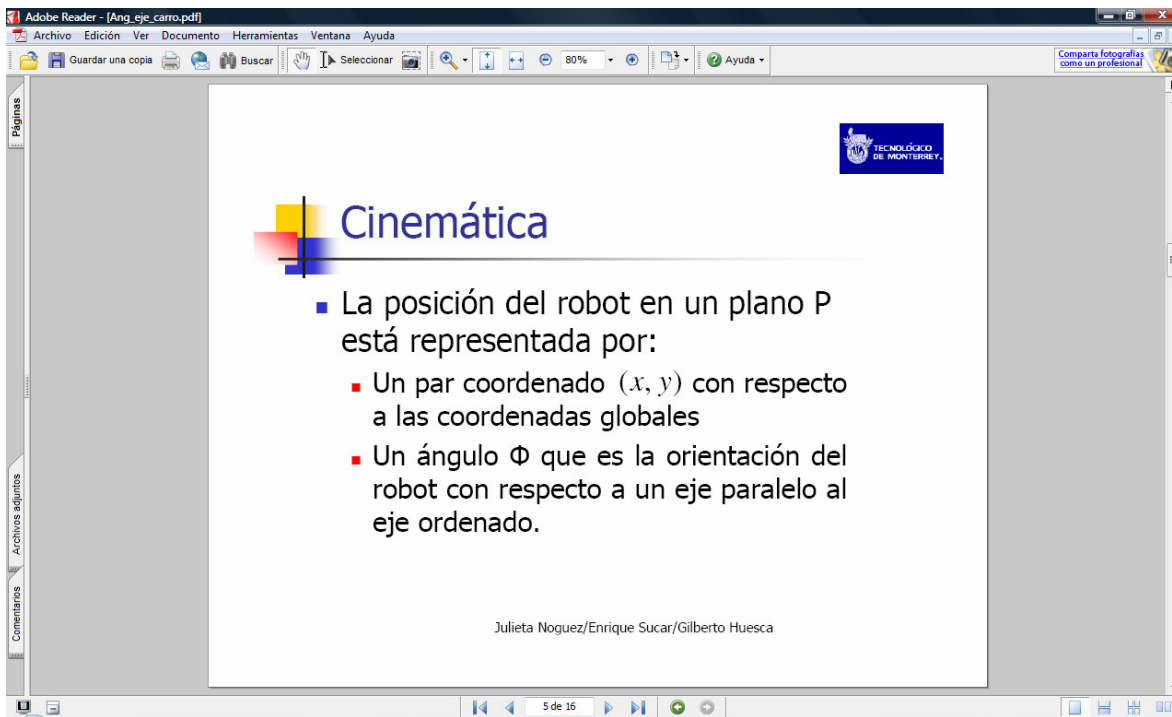 Adobe Reader - [Ang_eje_carro.pdf]
Archivo Edición Ver Documento Herramientas Ventana Ayuda
Guardar una copia Buscar Seleccionar 80% Ayuda
Comparta fotografías
como un profesional
Páginas
TECNOLÓGICO
DE MONTERREY.
Cinemática
La posición del robot en un plano P
está representada por:
Un par coordenado (x, y) con respecto
a las coordenadas globales
Un ángulo Φ que es la orientación del
robot con respecto a un eje paralelo al
eje ordenado.
Archivos adjuntos
Comentarios
Julieta Noguez/Enrique Sucar/Gilberto Huesca
5 de 16